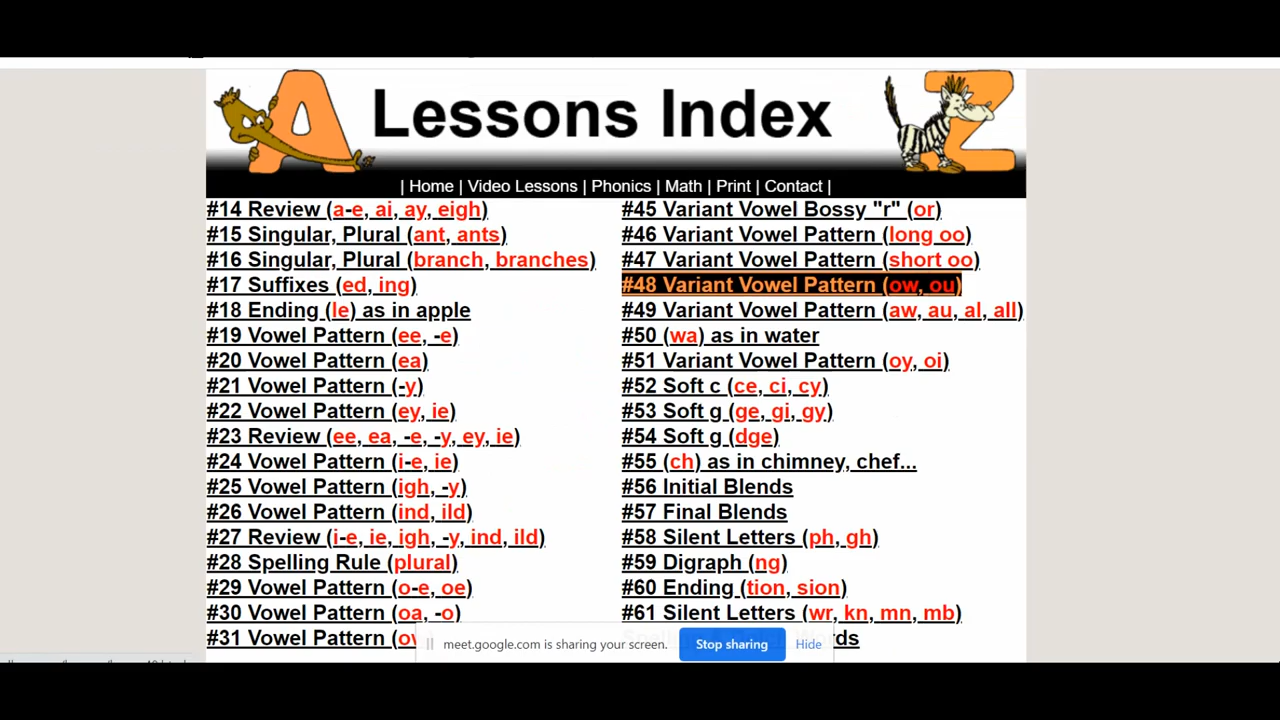 A Lessons Index Z
| Home | Video Lessons | Phonics | Math | Print | Contact |
#14 Review (a-e, ai, ay, eigh)
#15 Singular, Plural (ant, ants)
#16 Singular, Plural (branch, branches)
#17 Suffixes (ed, ing)
#18 Ending (le) as in apple
#19 Vowel Pattern (ee, -e)
#20 Vowel Pattern (ea)
#21 Vowel Pattern (-y)
#22 Vowel Pattern (ey, ie)
#23 Review (ee, ea, -e, -y, ey, ie)
#24 Vowel Pattern (i-e, ie)
#25 Vowel Pattern (igh, -y)
#26 Vowel Pattern (ind, ild)
#27 Review (i-e, ie, igh, -y, ind, ild)
#28 Spelling Rule (plural)
#29 Vowel Pattern (o-e, oe)
#30 Vowel Pattern (oa, -o)
#31 Vowel Pattern
#45 Variant Vowel Bossy "r" (or)
#46 Variant Vowel Pattern (long oo)
#47 Variant Vowel Pattern (short oo)
#48 Variant Vowel Pattern (ow, ou)
#49 Variant Vowel Pattern (aw, au, al, all)
#50 (wa) as in water
#51 Variant Vowel Pattern (oy, oi)
#52 Soft c (ce, ci, cy)
#53 Soft g (ge, gi, gy)
#54 Soft g (dge)
#55 (ch) as in chimney, chef...
#56 Initial Blends
#57 Final Blends
#58 Silent Letters (ph, gh)
#59 Digraph (ng)
#60 Ending (tion, sion)
#61 Silent Letters (wr, kn, mn, mb)
meet.google.com is sharing your screen. Stop sharing Hide